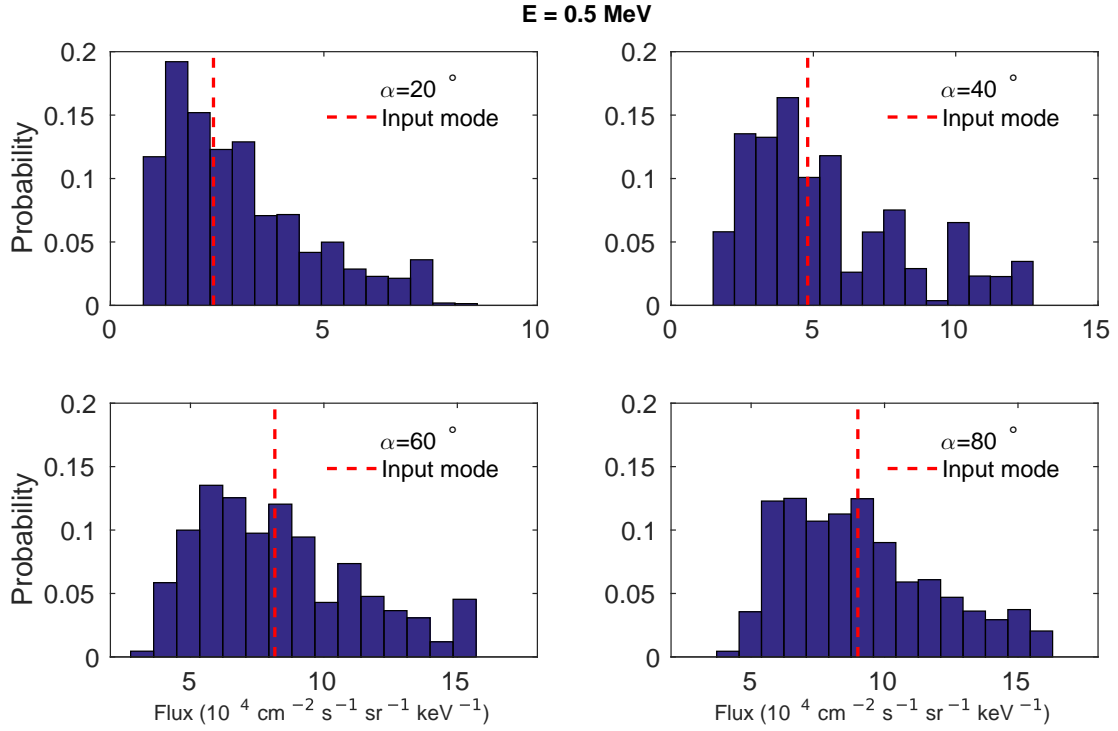 E = 0.5 MeV
α=20 °
Input mode
Probability
0.2
0.15
0.1
0.05
0
0
5
10
α=40 °
Input mode
0.2
0.15
0.1
0.05
0
0
5
10
15
α=60 °
Input mode
Probability
0.2
0.15
0.1
0.05
0
5
10
15
Flux (10 ⁴ cm ⁻² s⁻¹ sr⁻¹ keV ⁻¹)
α=80 °
Input mode
0.2
0.15
0.1
0.05
0
5
10
15
Flux (10 ⁴ cm ⁻² s⁻¹ sr⁻¹ keV ⁻¹)